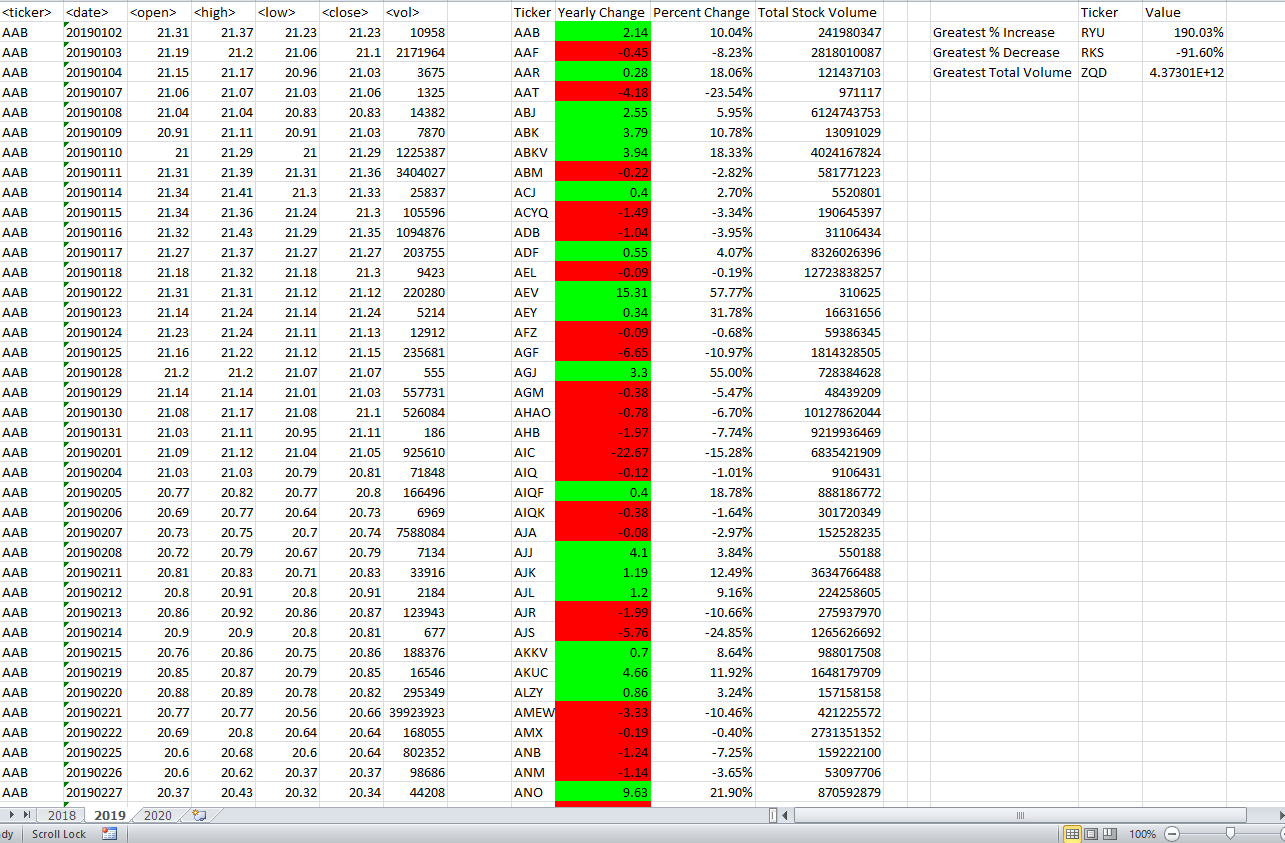 <ticker> <date> <open> <high> <low> <close> <vol> Ticker Yearly Change Percent Change Total Stock Volume Ticker Value
AAB 20190102 21.31 21.37 21.23 21.23 10958 AAB 2.14 10.04% 241980347 Greatest % Increase RYU 190.03%
AAB 20190103 21.19 21.2 21.06 21.1 2171964 AAF -0.45 -8.23% 2818010087 Greatest % Decrease RKS -91.60%
AAB 20190104 21.15 21.17 20.96 21.03 3675 AAR 0.28 18.06% 121437103 Greatest Total Volume ZQD 4.37301E+12
AAB 20190107 21.06 21.07 21.03 21.06 1325 AAT -4.18 -23.54% 971117
AAB 20190108 21.04 21.04 20.83 20.83 14382 ABJ 2.55 5.95% 6124743753
AAB 20190109 20.91 21.11 20.91 21.03 7870 ABK 3.79 10.78% 13091029
AAB 20190110 21 21.29 21 21.29 1225387 ABKV 3.94 18.33% 4024167824
AAB 20190111 21.31 21.39 21.31 21.36 3404027 ABM -0.22 -2.82% 581771223
AAB 20190114 21.34 21.41 21.3 21.33 25837 ACJ 0.4 2.70% 5520801
AAB 20190115 21.34 21.36 21.24 21.3 105596 ACYQ -1.49 -3.34% 190645397
AAB 20190116 21.32 21.43 21.29 21.35 1094876 ADB -1.04 -3.95% 31106434
AAB 20190117 21.27 21.37 21.27 21.27 203755 ADF 0.55 4.07% 8326026396
AAB 20190118 21.18 21.32 21.18 21.3 9423 AEL -0.09 -0.19% 12723838257
AAB 20190122 21.31 21.31 21.12 21.12 220280 AEV 15.31 57.77% 310625
AAB 20190123 21.14 21.24 21.14 21.24 5214 AEY 0.34 31.78% 16631656
AAB 20190124 21.23 21.24 21.11 21.13 12912 AFZ -0.09 -0.68% 59386345
AAB 20190125 21.16 21.22 21.12 21.15 235681 AGF -6.65 -10.97% 1814328505
AAB 20190128 21.2 21.2 21.07 21.07 555 AGJ 3.3 55.00% 728384628
AAB 20190129 21.14 21.14 21.01 21.03 557731 AGM -0.38 -5.47% 48439209
AAB 20190130 21.08 21.17 21.08 21.1 526084 AHAO -0.78 -6.70% 10127862044
AAB 20190131 21.03 21.11 20.95 21.11 186 AHB -1.97 -7.74% 9219936469
AAB 20190201 21.09 21.12 21.04 21.05 925610 AIC -22.67 -15.28% 6835421909
AAB 20190204 21.03 21.03 20.79 20.81 71848 AIQ -0.12 -1.01% 9106431
AAB 20190205 20.77 20.82 20.77 20.8 166496 AIQF 0.4 18.78% 888186772
AAB 20190206 20.69 20.77 20.64 20.73 6969 AIQK -0.38 -1.64% 301720349
AAB 20190207 20.73 20.75 20.7 20.74 7588084 AJA -0.08 -2.97% 152528235
AAB 20190208 20.72 20.79 20.67 20.79 7134 AJJ 4.1 3.84% 550188
AAB 20190211 20.81 20.83 20.71 20.83 33916 AJK 1.19 12.49% 3634766488
AAB 20190212 20.8 20.91 20.8 20.91 2184 AJL 1.2 9.16% 224258605
AAB 20190213 20.86 20.92 20.86 20.87 123943 AJR -1.99 -10.66% 275937970
AAB 20190214 20.9 20.9 20.8 20.81 677 AJS -5.76 -24.85% 1265626692
AAB 20190215 20.76 20.86 20.75 20.86 188376 AKKV 0.7 8.64% 988017508
AAB 20190219 20.85 20.87 20.79 20.85 16546 AKUC 4.66 11.92% 1648179709
AAB 20190220 20.88 20.89 20.78 20.82 295349 ALZY 0.86 3.24% 157158158
AAB 20190221 20.77 20.77 20.56 20.66 39923923 AMEW -3.33 -10.46% 421225572
AAB 20190222 20.69 20.8 20.64 20.64 168055 AMX -0.19 -0.40% 2731351352
AAB 20190225 20.6 20.68 20.6 20.64 802352 ANB -1.24 -7.25% 159222100
AAB 20190226 20.6 20.62 20.37 20.37 98686 ANM -1.14 -3.65% 53097706
AAB 20190227 20.37 20.43 20.32 20.34 44208 ANO 9.63 21.90% 870592879
2018 2019 2020
dy Scroll Lock 100%